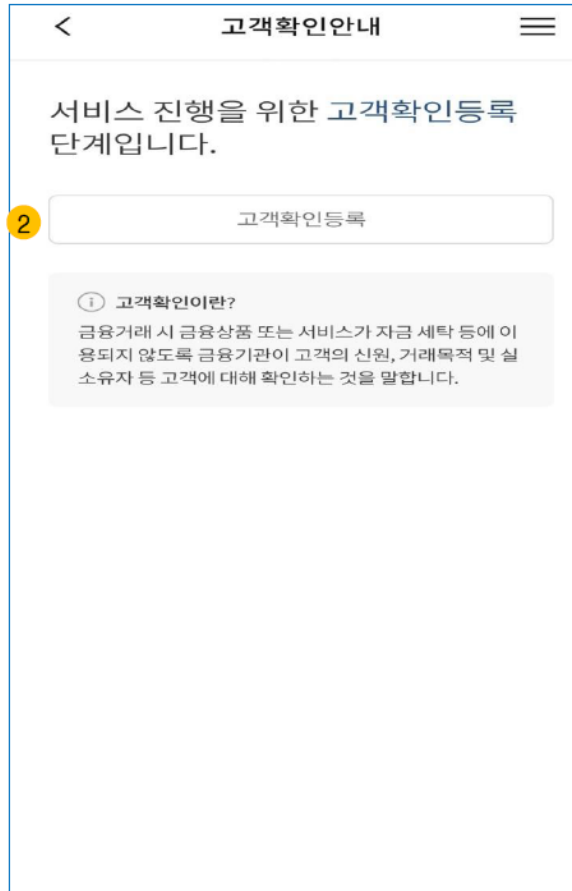 고객확인안내
서비스 진행을 위한 고객확인등록
단계입니다.
2
고객확인등록
고객확인이란?
금융거래 시 금융상품 또는 서비스가 자금 세탁 등에 이
용되지 않도록 금융기관이 고객의 신원, 거래목적 및 실
소유자 등 고객에 대해 확인하는 것을 말합니다.